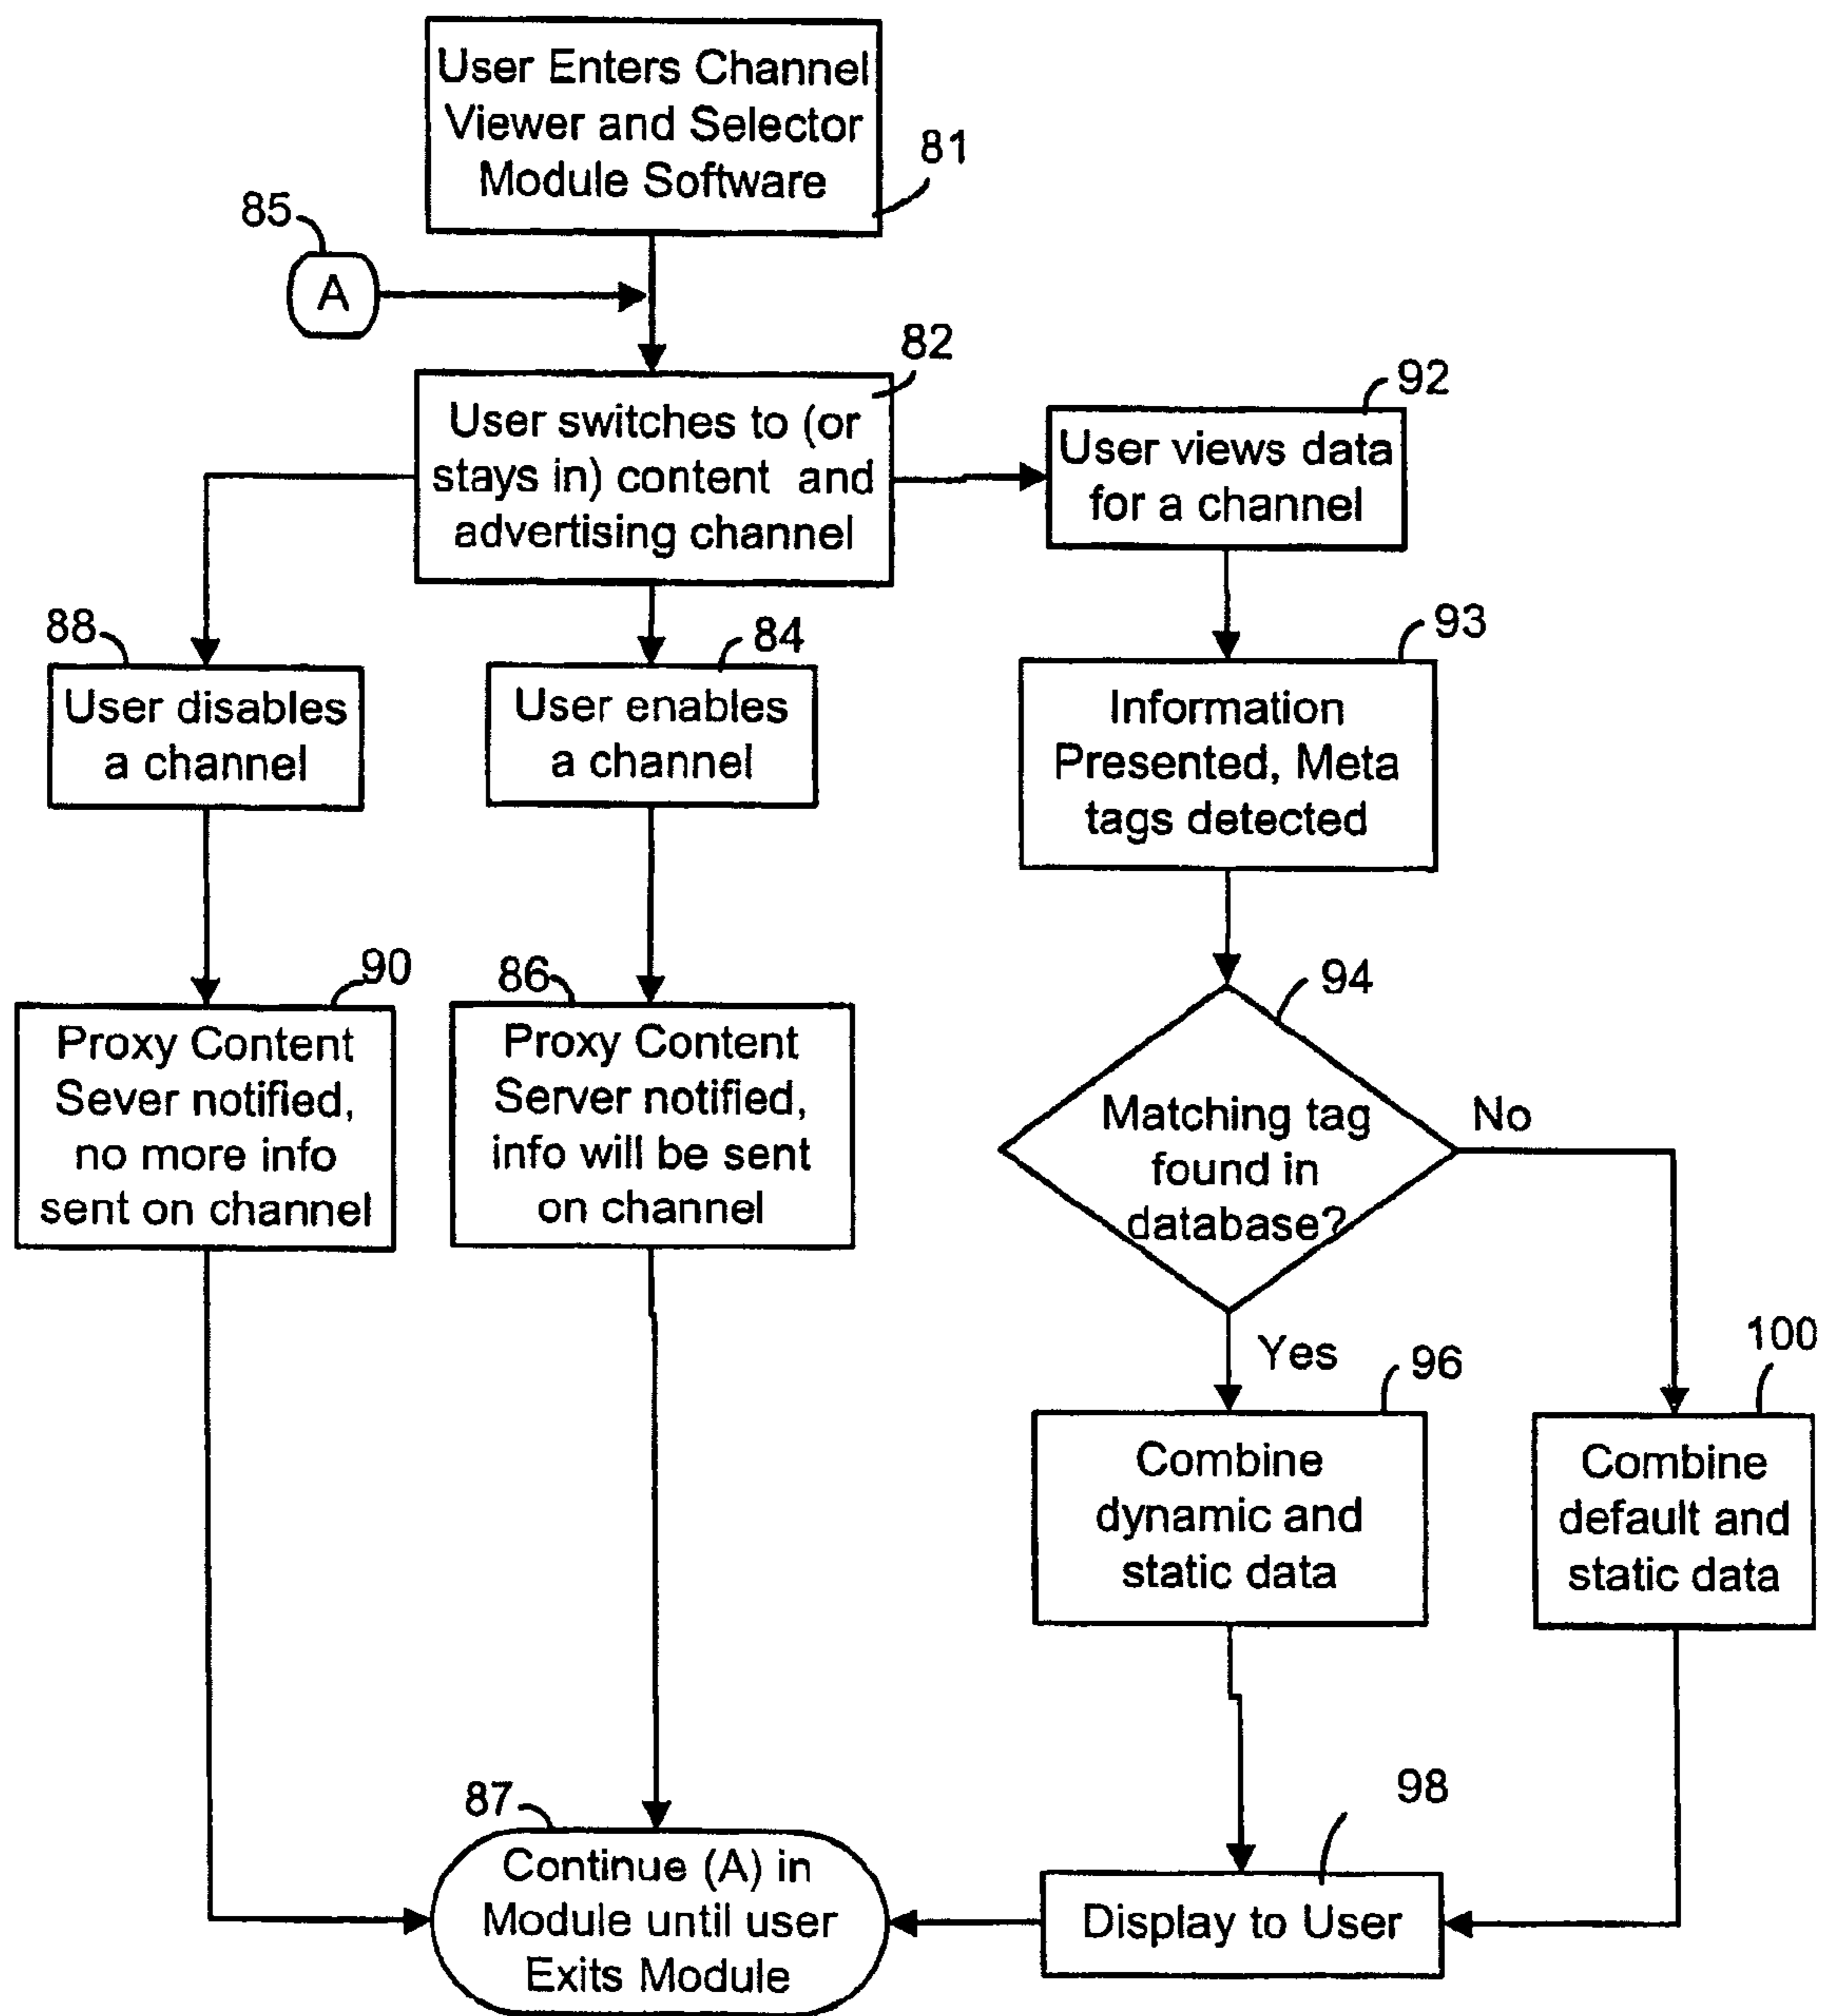 User Enters Channel
Viewer and Selector
Module Software
81
85
A
82
User switches to (or
stays in) content and
advertising channel
92
User views data
for a channel
88
User disables
a channel
84
User enables
a channel
93
Information
Presented, Meta
tags detected
90
Proxy Content
Sever notified,
no more info
sent on channel
86
Proxy Content
Server notified,
info will be sent
on channel
94
Matching tag
found in
database?
No
Yes
96
Combine
dynamic and
static data
100
Combine
default and
static data
87
Continue (A) in
Module until user
Exits Module
98
Display to User